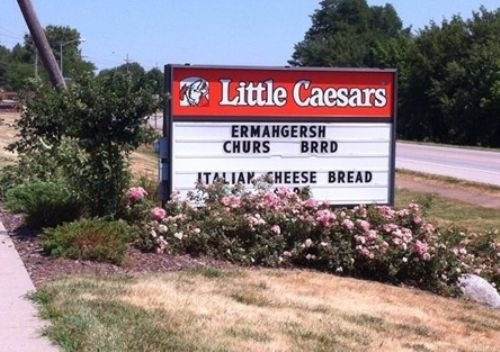 Little Caesars
ERMAHGERSH
CHURS BRRD
ITALIAN CHEESE BREAD